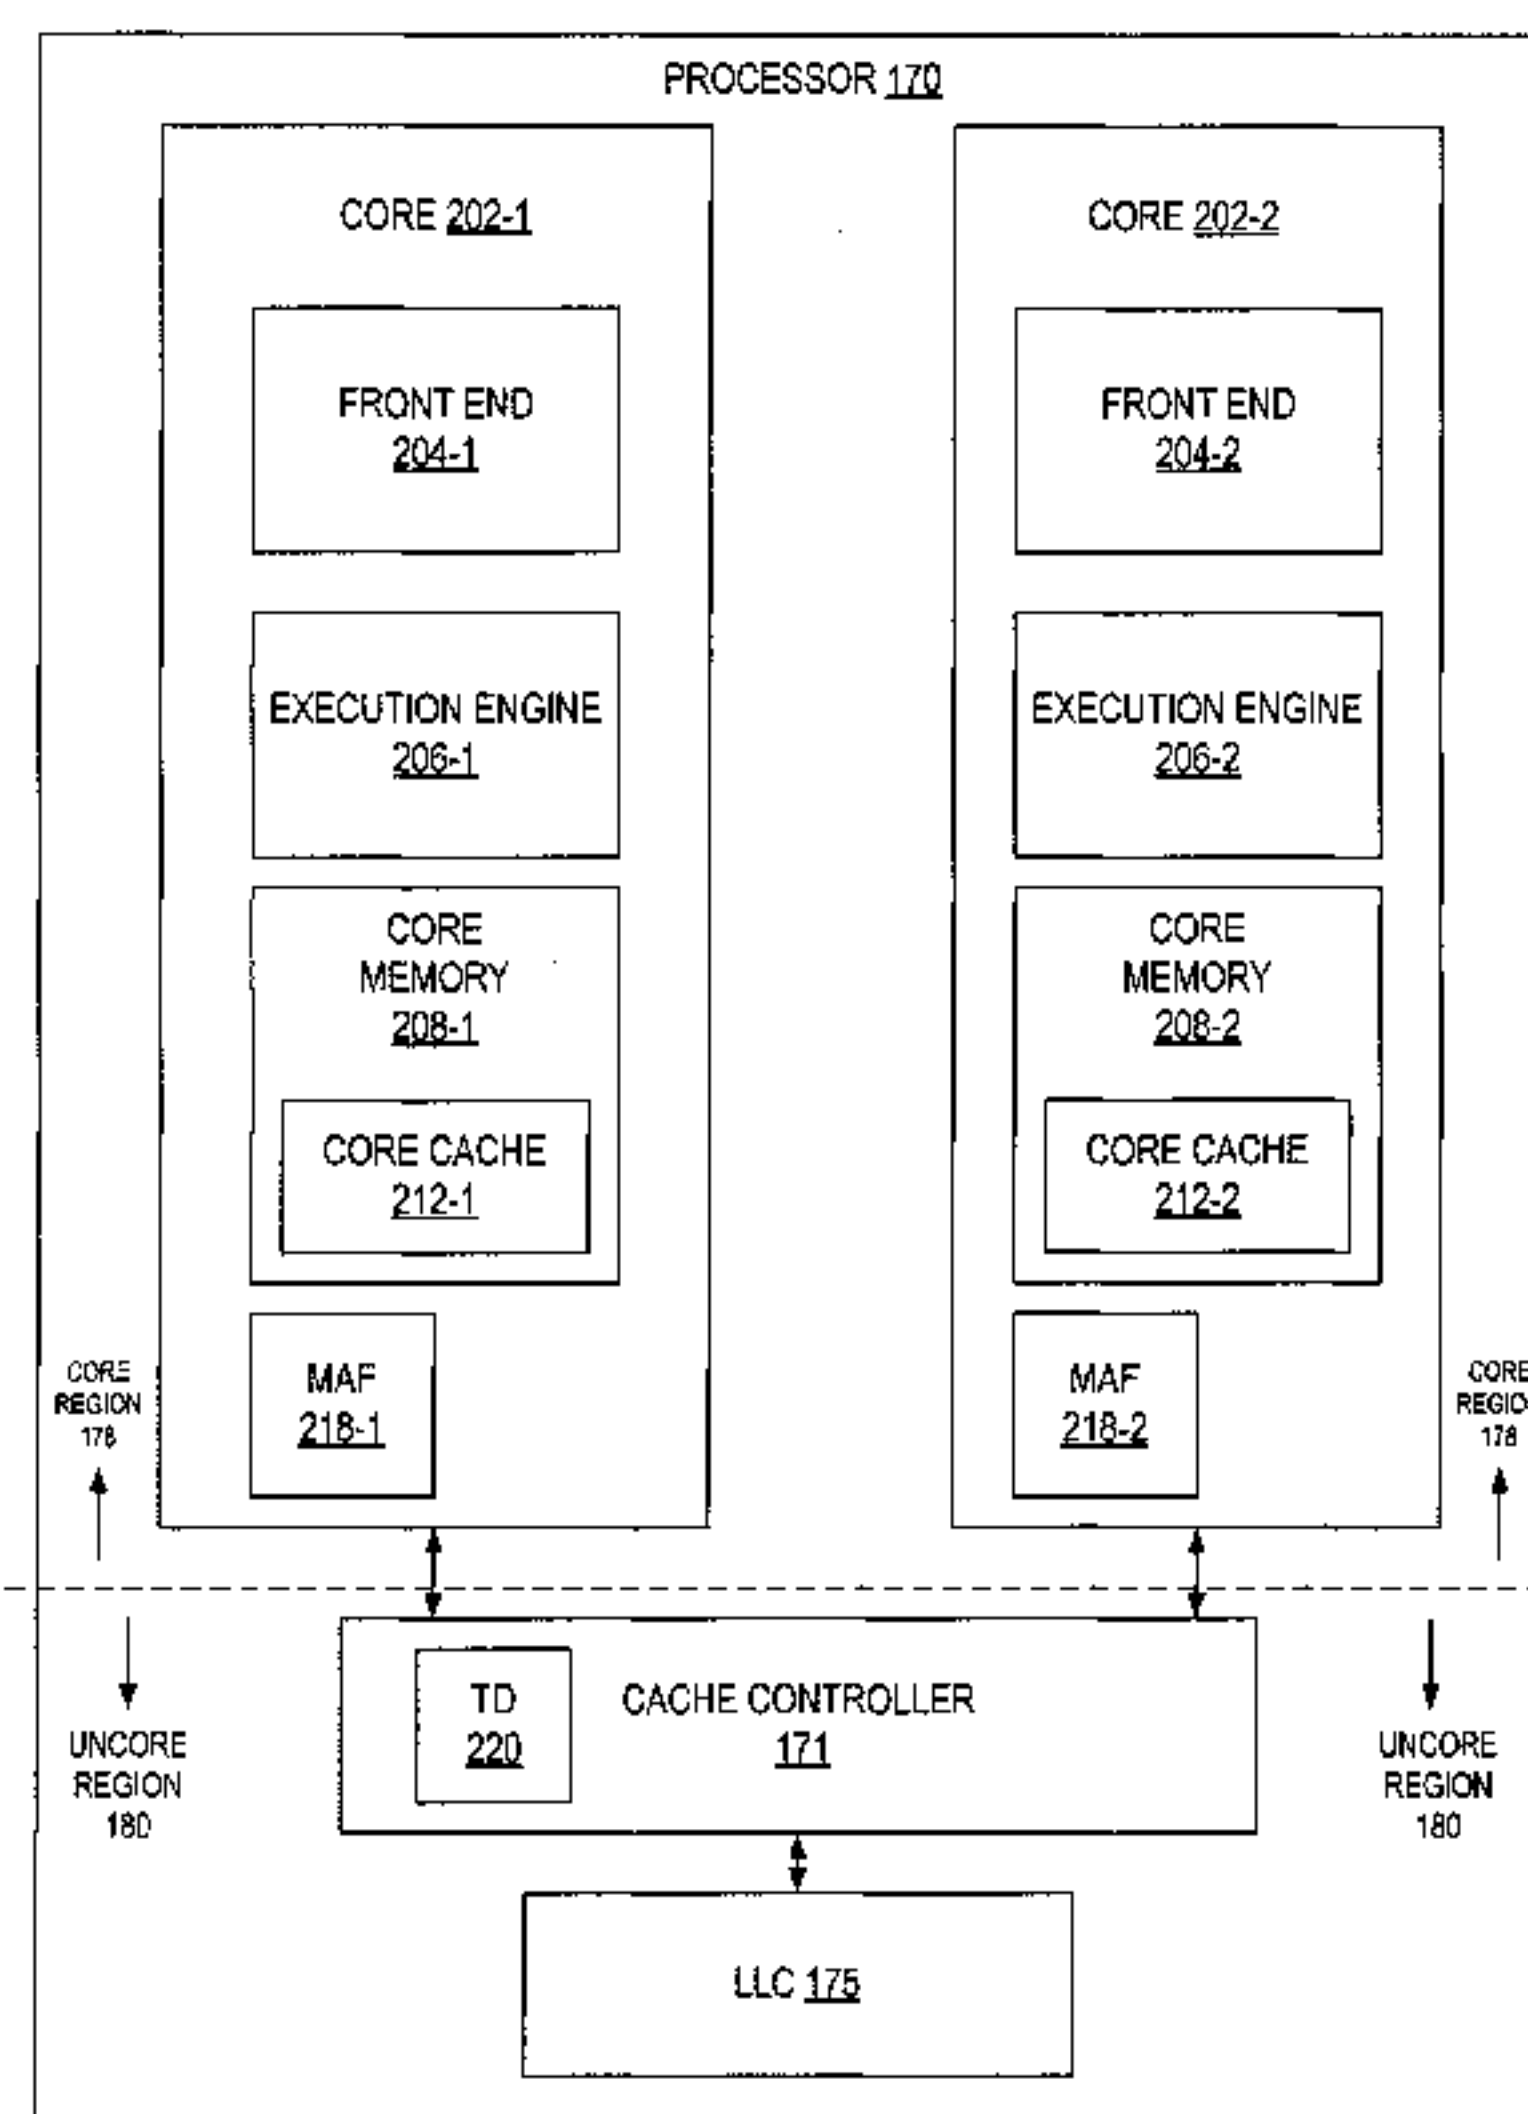 PROCESSOR 170
CORE 202-1
FRONT END
204-1
EXECUTION ENGINE
206-1
CORE
MEMORY
208-1
CORE CACHE
212-1
MAF
218-1
CORE 202-2
FRONT END
204-2
EXECUTION ENGINE
206-2
CORE
MEMORY
208-2
CORE CACHE
212-2
MAF
218-2
CORE
REGION
178
CORE
REGIO
178
UNCORE
REGION
180
TD
220
CACHE CONTROLLER
171
UNCORE
REGION
180
LLC 175